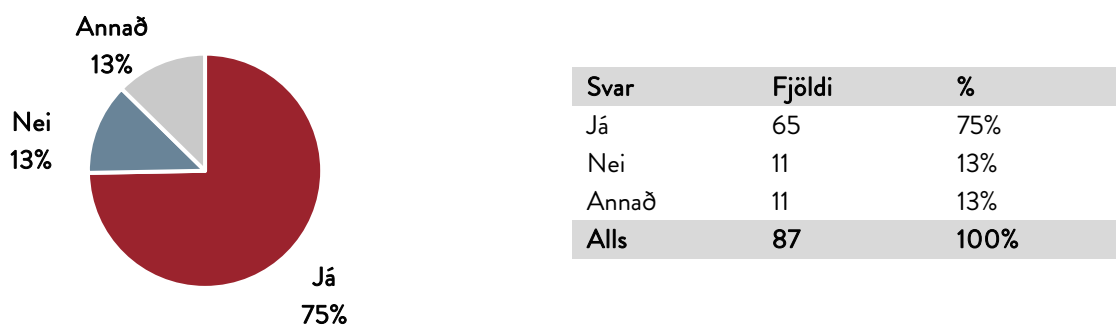 Annað
13%
Nei
13%
Já
75%
Svar Fjöldi %
Já 65 75%
Nei 11 13%
Annað 11 13%
Alls 87 100%